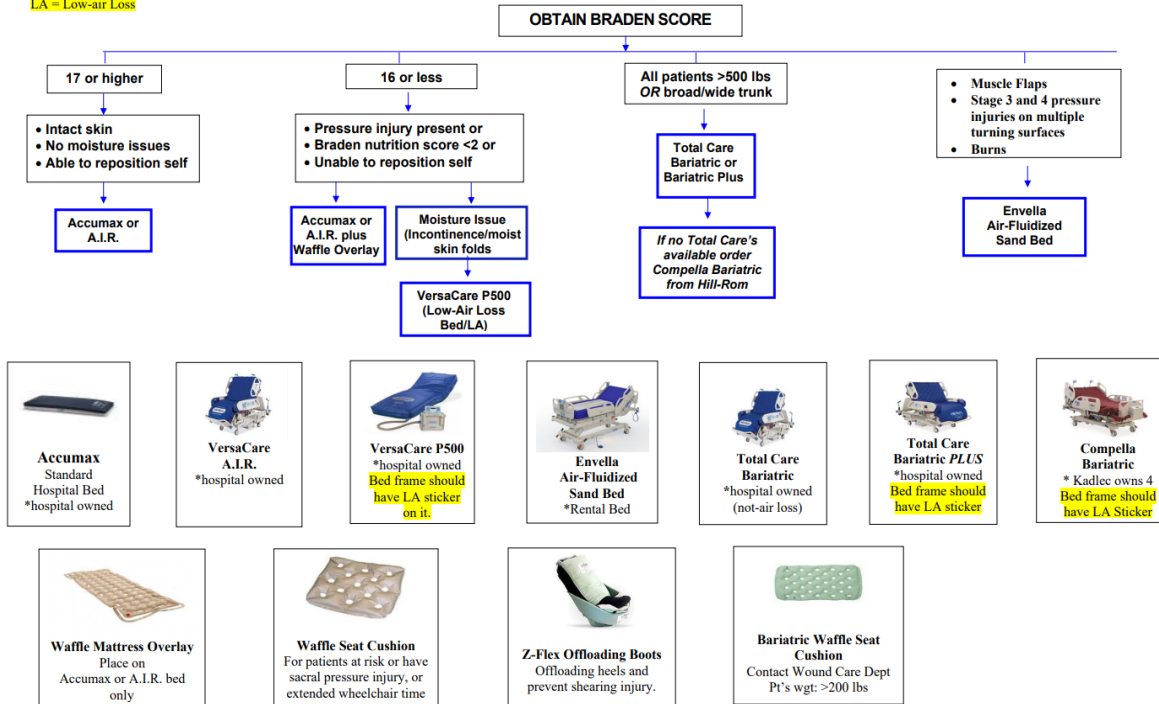 LA = Low-air Loss
OBTAIN BRADEN SCORE
17 or higher
• Intact skin
• No moisture issues
• Able to reposition self
Accumax or
A.I.R.
16 or less
• Pressure injury present or
• Braden nutrition score <2 or
• Unable to reposition self
Accumax or
A.I.R. plus
Waffle Overlay
Moisture Issue
(Incontinence/moist
skin folds
VersaCare P500
(Low-Air Loss
Bed/LA)
All patients >500 lbs
OR broad/wide trunk
Total Care
Bariatric or
Bariatric Plus
If no Total Care's
available order
Compella Bariatric
from Hill-Rom
• Muscle Flaps
• Stage 3 and 4 pressure
injuries on multiple
turning surfaces
• Burns
Envella
Air-Fluidized
Sand Bed
Accumax
Standard
Hospital Bed
*hospital owned
VersaCare
A.I.R.
*hospital owned
VersaCare P500
*hospital owned
Bed frame should
have LA sticker
on it.
Envella
Air-Fluidized
Sand Bed
*Rental Bed
Total Care
Bariatric
*hospital owned
(not-air loss)
Total Care
Bariatric PLUS
*hospital owned
Bed frame should
have LA sticker
Compella
Bariatric
* Kadlec owns 4
Bed frame should
have LA Sticker
Waffle Mattress Overlay
Place on
Accumax or A.I.R. bed
only
Waffle Seat Cushion
For patients at risk or have
sacral pressure injury, or
extended wheelchair time
Z-Flex Offloading Boots
Offloading heels and
prevent shearing injury.
Bariatric Waffle Seat
Cushion
Contact Wound Care Dept
Pt's wgt: >200 lbs